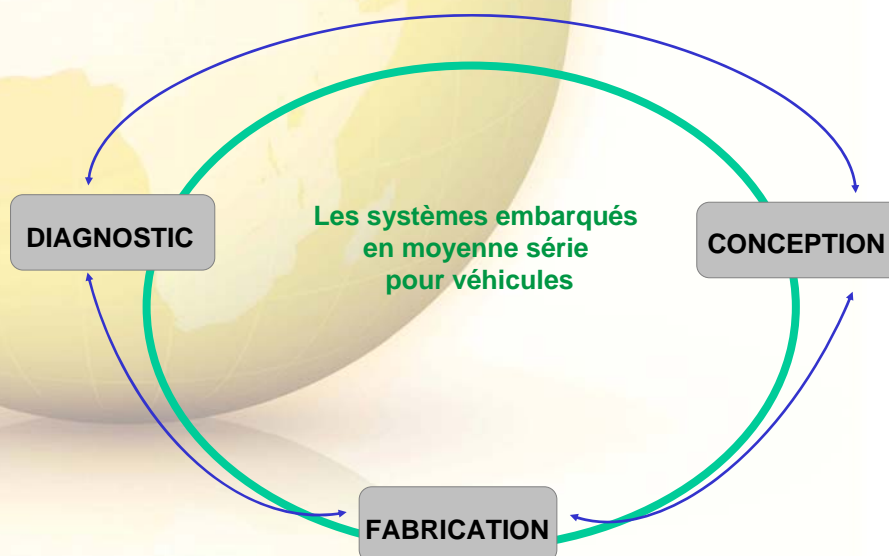 Les systèmes embarqués
en moyenne série
pour véhicules
DIAGNOSTIC
CONCEPTION
FABRICATION